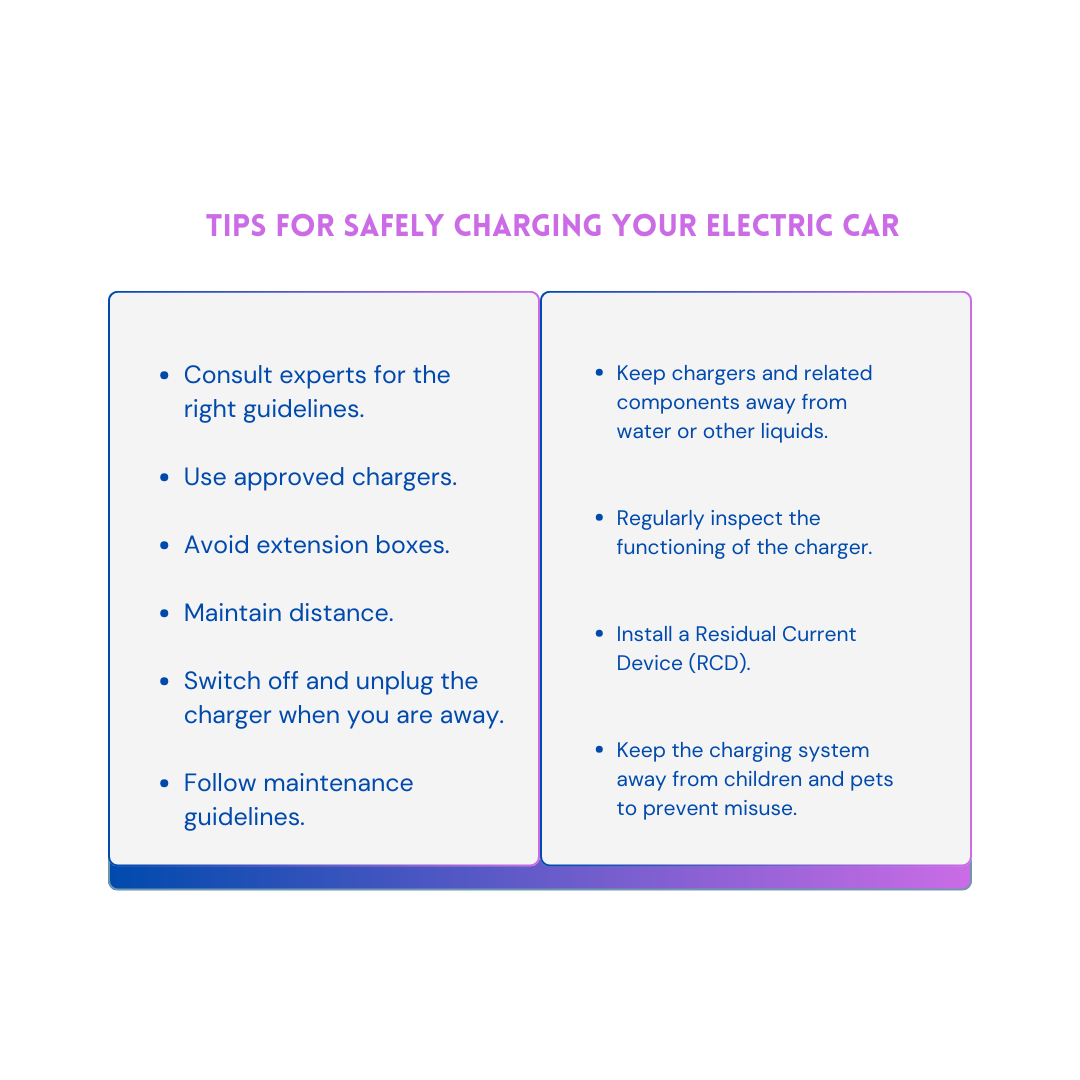 TIPS FOR SAFELY CHARGING YOUR ELECTRIC CAR
• Consult experts for the
right guidelines.
• Use approved chargers.
• Avoid extension boxes.
• Maintain distance.
• Switch off and unplug the
charger when you are away.
• Follow maintenance
guidelines.
• Keep chargers and related
components away from
water or other liquids.
• Regularly inspect the
functioning of the charger.
• Install a Residual Current
Device (RCD).
• Keep the charging system
away from children and pets
to prevent misuse.